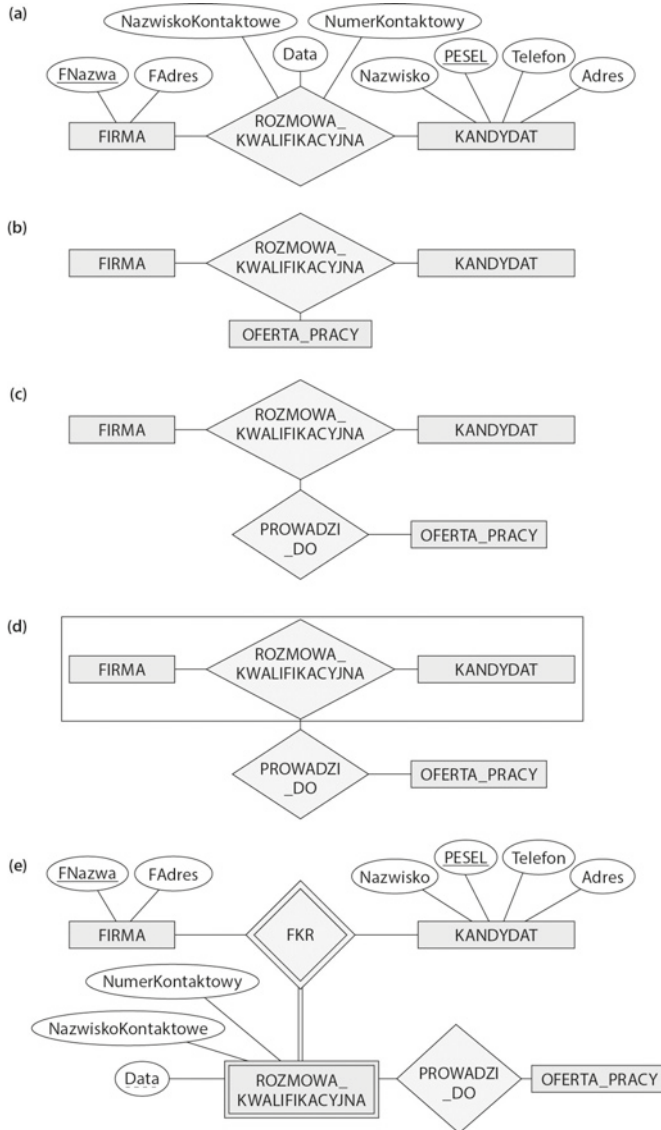 (a)
NazwiskoKontaktowe
NumerKontaktowy
Data
FNazwa
FAdres
Nazwisko
PESEL
Telefon
Adres
FIRMA
ROZMOWA_
KWALIFIKACYJNA
KANDYDAT
(b)
FIRMA
ROZMOWA_
KWALIFIKACYJNA
KANDYDAT
OFERTA_PRACY
(c)
FIRMA
ROZMOWA_
KWALIFIKACYJNA
KANDYDAT
PROWADZI
_DO
OFERTA_PRACY
(d)
FIRMA
ROZMOWA_
KWALIFIKACYJNA
KANDYDAT
PROWADZI
_DO
OFERTA_PRACY
(e)
FNazwa
FAdres
Nazwisko
PESEL
Telefon
Adres
FIRMA
FKR
KANDYDAT
NumerKontaktowy
NazwiskoKontaktowe
Data
ROZMOWA_
KWALIFIKACYJNA
PROWADZI
_DO
OFERTA_PRACY